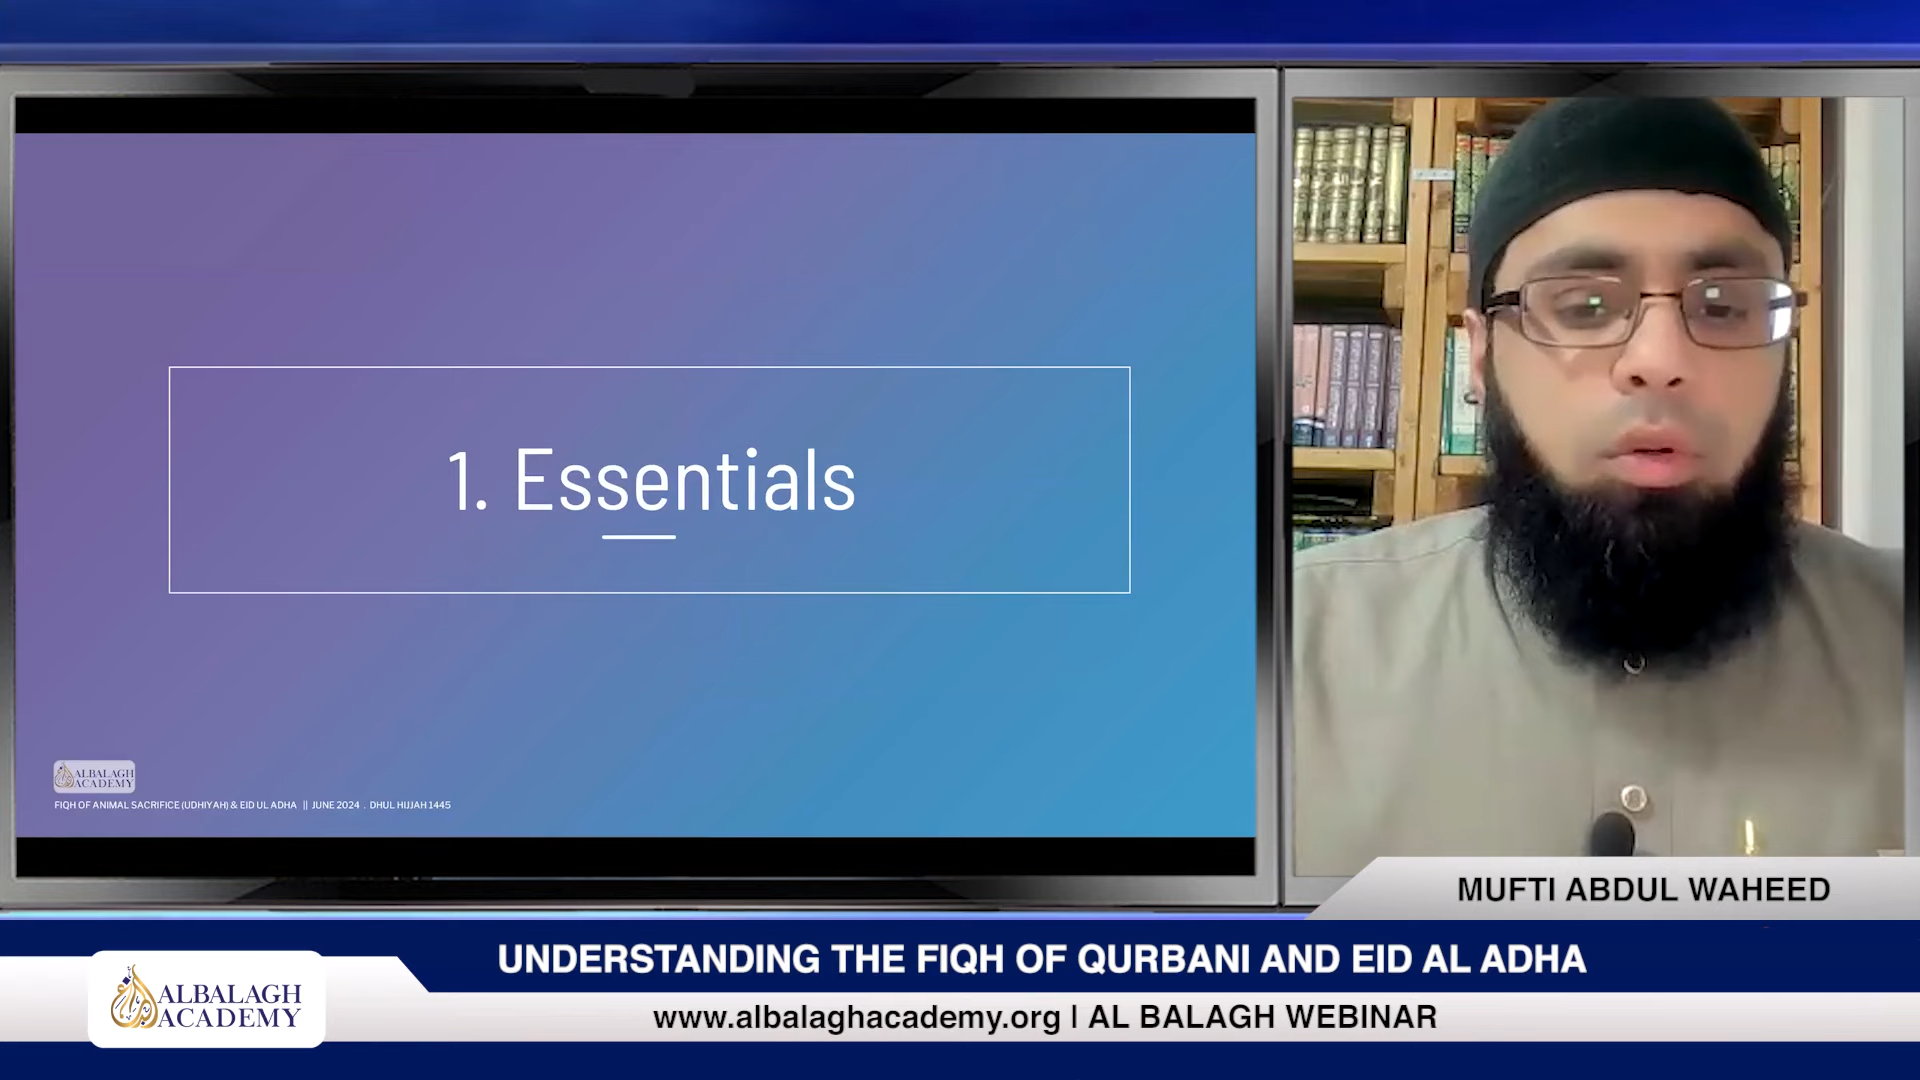 1. Essentials
ALBALAGH
ACADEMY
FIQH OF ANIMAL SACRIFICE (UDHIYAH) & EID UL ADHA || JUNE 2024 . DHUL HIJJAH 1445
MUFTI ABDUL WAHEED
UNDERSTANDING THE FIQH OF QURBANI AND EID AL ADHA
ALBALAGH
ACADEMY
www.albalaghacademy.org | AL BALAGH WEBINAR